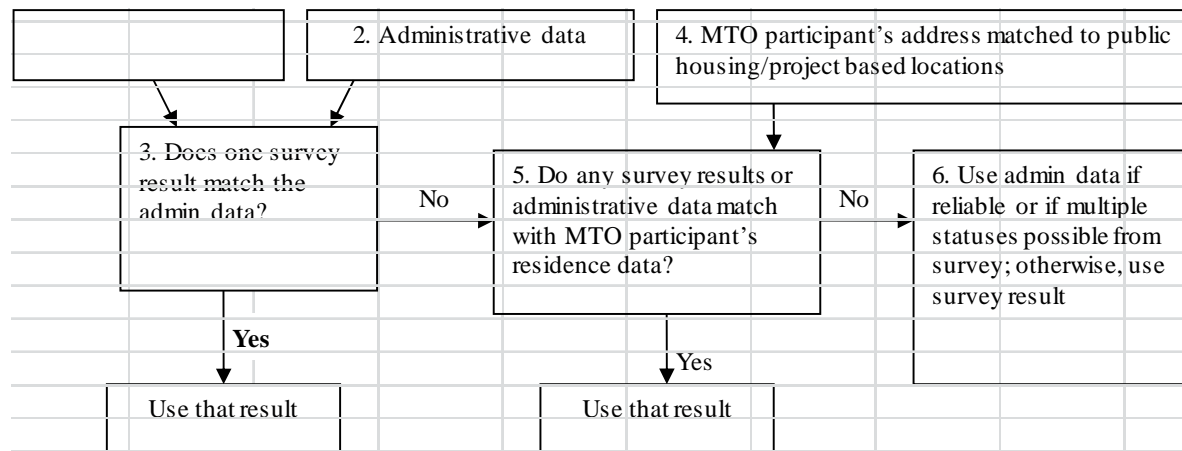 2. Administrative data
4. MTO participant’s address matched to public
housing/project based locations
3. Does one survey
result match the
admin data?
No
5. Do any survey results or
administrative data match
with MTO participant’s
residence data?
No
6. Use admin data if
reliable or if multiple
statuses possible from
survey; otherwise, use
survey result
Yes
Yes
Use that result
Use that result